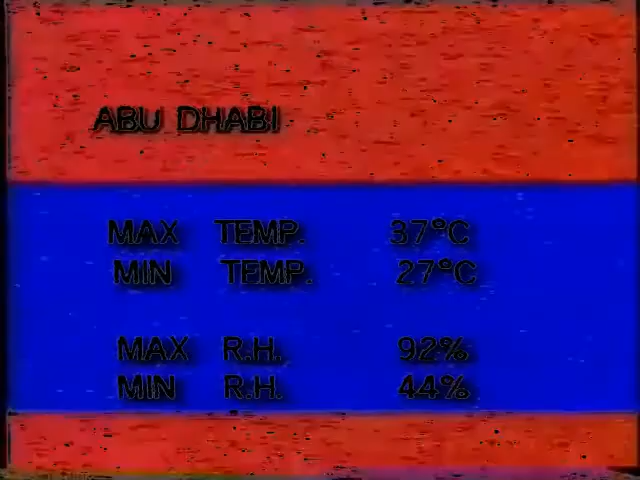 ABU DHABI
MAX TEMP. 37°C
MIN TEMP. 27°C
MAX R.H. 92%
MIN R.H. 44%